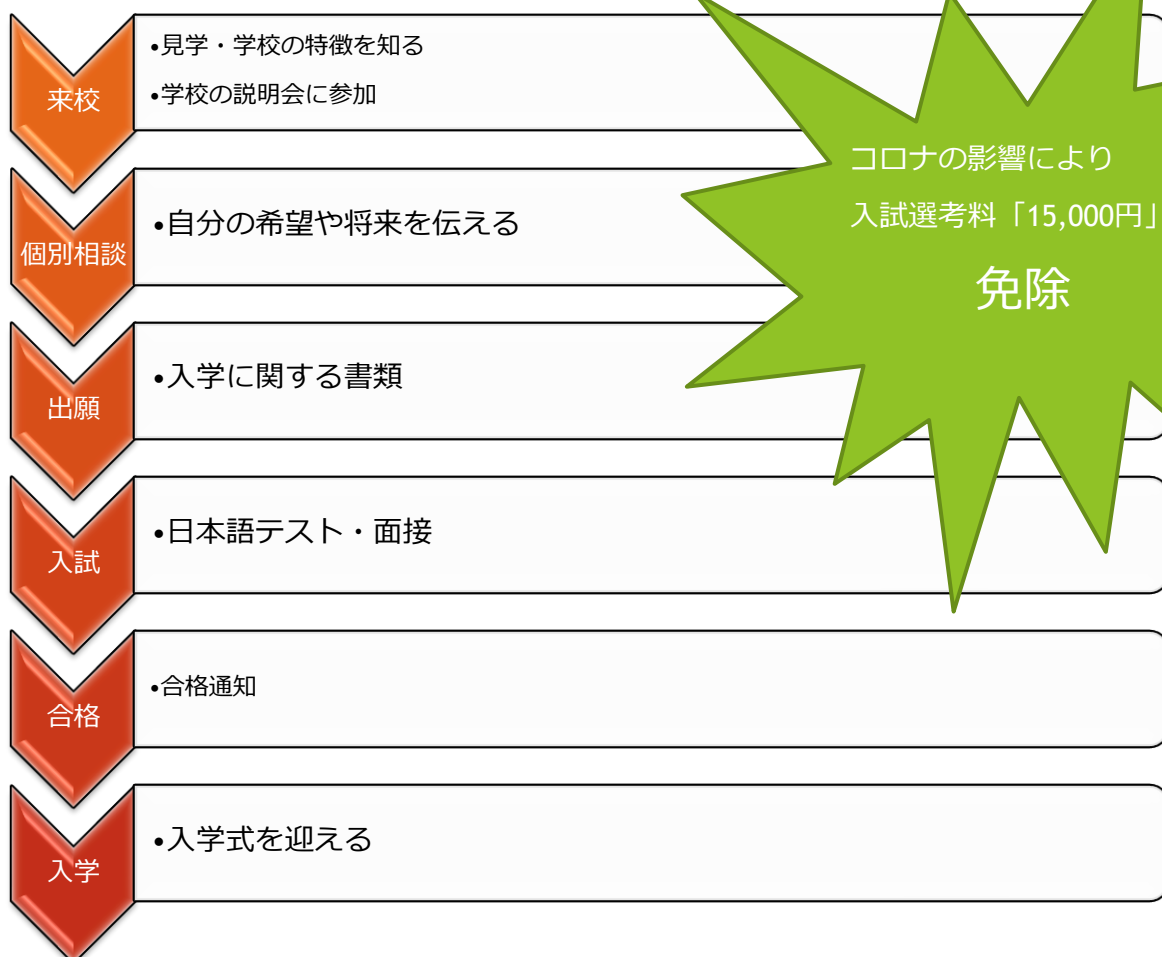 来校
•見学・学校の特徴を知る
•学校の説明会に参加
個別相談
•自分の希望や将来を伝える
出願
•入学に関する書類
入試
•日本語テスト・面接
合格
•合格通知
入学
•入学式を迎える
コロナの影響により
入試選考料「15,000円」
免除